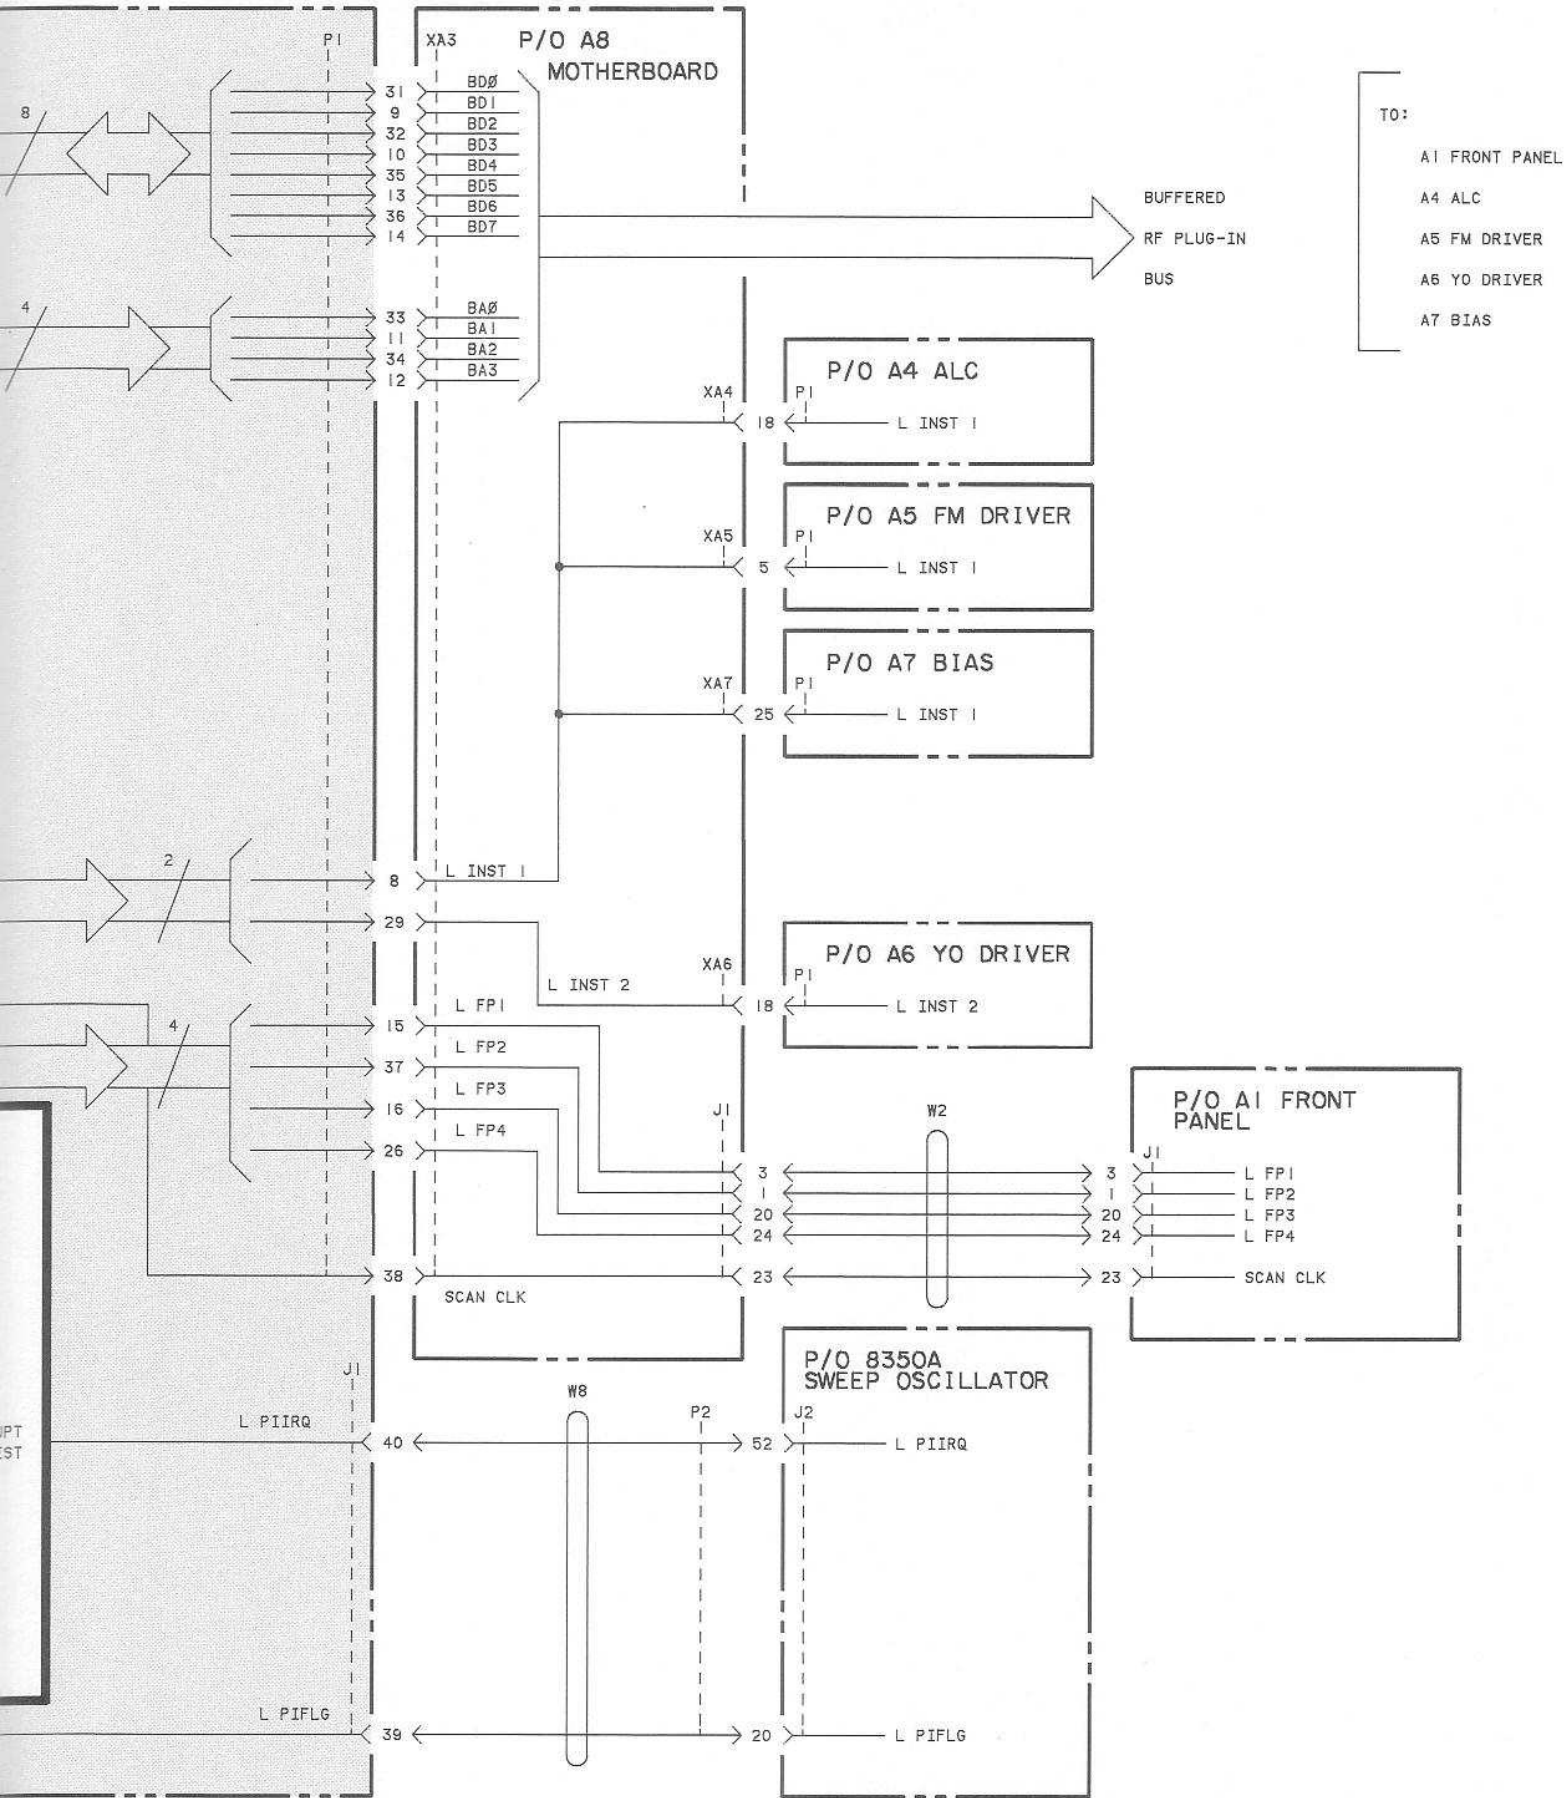 P1
XA3
P/O A8
MOTHERBOARD
8
31 BDØ
9 BD1
32 BD2
10 BD3
35 BD4
13 BD5
36 BD6
14 BD7
4
33 BAØ
11 BA1
34 BA2
12 BA3
BUFFERED
RF PLUG-IN
BUS
TO:
A1 FRONT PANEL
A4 ALC
A5 FM DRIVER
A6 YO DRIVER
A7 BIAS
P/O A4 ALC
XA4 P1
18 L INST 1
P/O A5 FM DRIVER
XA5 P1
5 L INST 1
P/O A7 BIAS
XA7 P1
25 L INST 1
2
8 L INST 1
29
L INST 2
P/O A6 YO DRIVER
XA6 P1
18 L INST 2
4
15 L FP1
37 L FP2
16 L FP3
26 L FP4
J1
W2
P/O A1 FRONT
PANEL
J1
3 3 L FP1
1 1 L FP2
20 20 L FP3
24 24 L FP4
38 23 23 SCAN CLK
SCAN CLK
P/O 8350A
SWEEP OSCILLATOR
J1
W8
P2 J2
UPT
EST
L PIIRQ 40 52 L PIIRQ
L PIFLG 39 20 L PIFLG